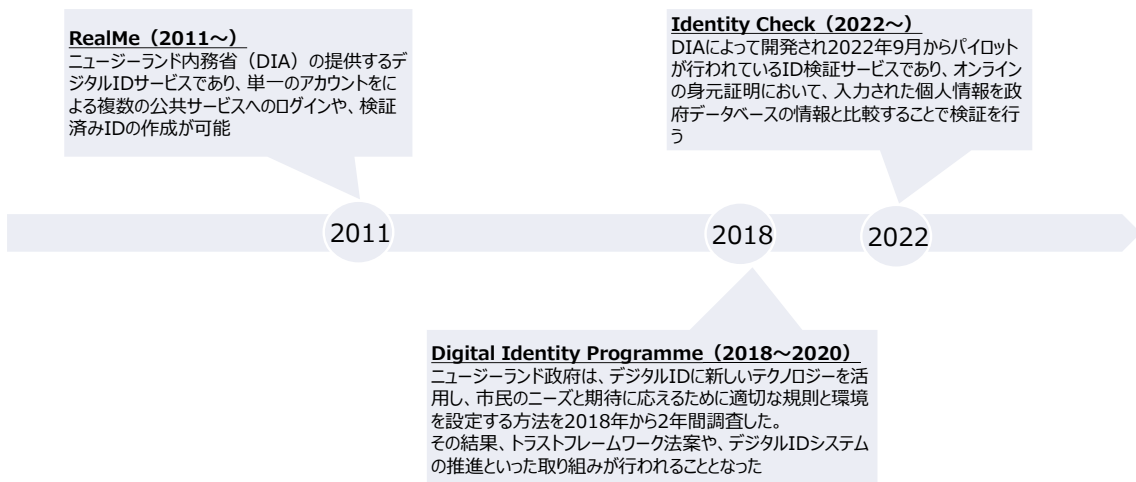 RealMe（2011～）
ニュージーランド内務省（DIA）の提供するデ
ジタルIDサービスであり、単一のアカウントをに
よる複数の公共サービスへのログインや、検証
済みIDの作成が可能
Identity Check（2022～）
DIAによって開発され2022年9月からパイロット
が行われているID検証サービスであり、オンライン
の身元証明において、入力された個人情報を政
府データベースの情報と比較することで検証を行
う
2011
2018
2022
Digital Identity Programme（2018～2020）
ニュージーランド政府は、デジタルIDに新しいテクノロジーを活
用し、市民のニーズと期待に応えるために適切な規則と環境
を設定する方法を2018年から2年間調査した。
その結果、トラストフレームワーク法案や、デジタルIDシステム
の推進といった取り組みが行われることとなった